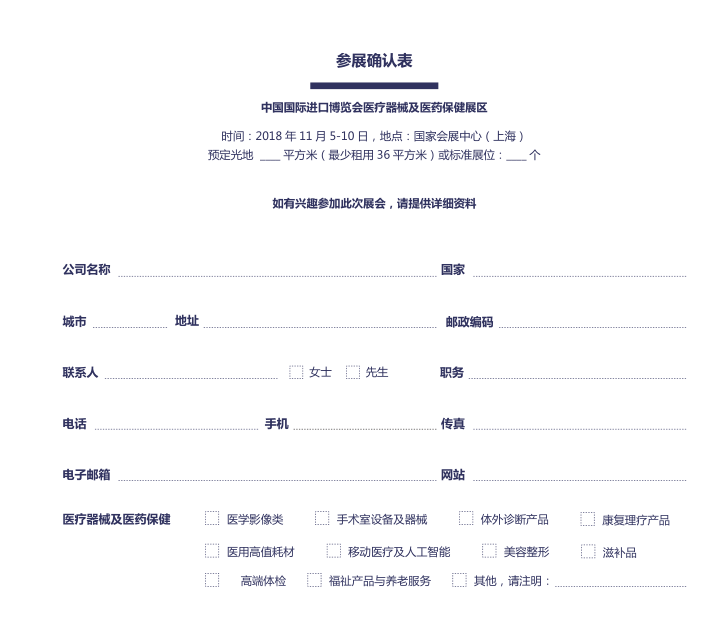 参展确认表
中国国际进口博览会医疗器械及医药保健展区
时间：2018 年 11 月 5-10 日，地点：国家会展中心（上海）
预定光地 ___ 平方米（最少租用 36 平方米）或标准展位：___ 个
如有兴趣参加此次展会，请提供详细资料
公司名称 国家
城市 地址 邮政编码
联系人 女士 先生 职务
电话 手机 传真
电子邮箱 网站
医疗器械及医药保健 医学影像类 手术室设备及器械 体外诊断产品 康复理疗产品
医用高值耗材 移动医疗及人工智能 美容整形 滋补品
高端体检 福祉产品与养老服务 其他，请注明：